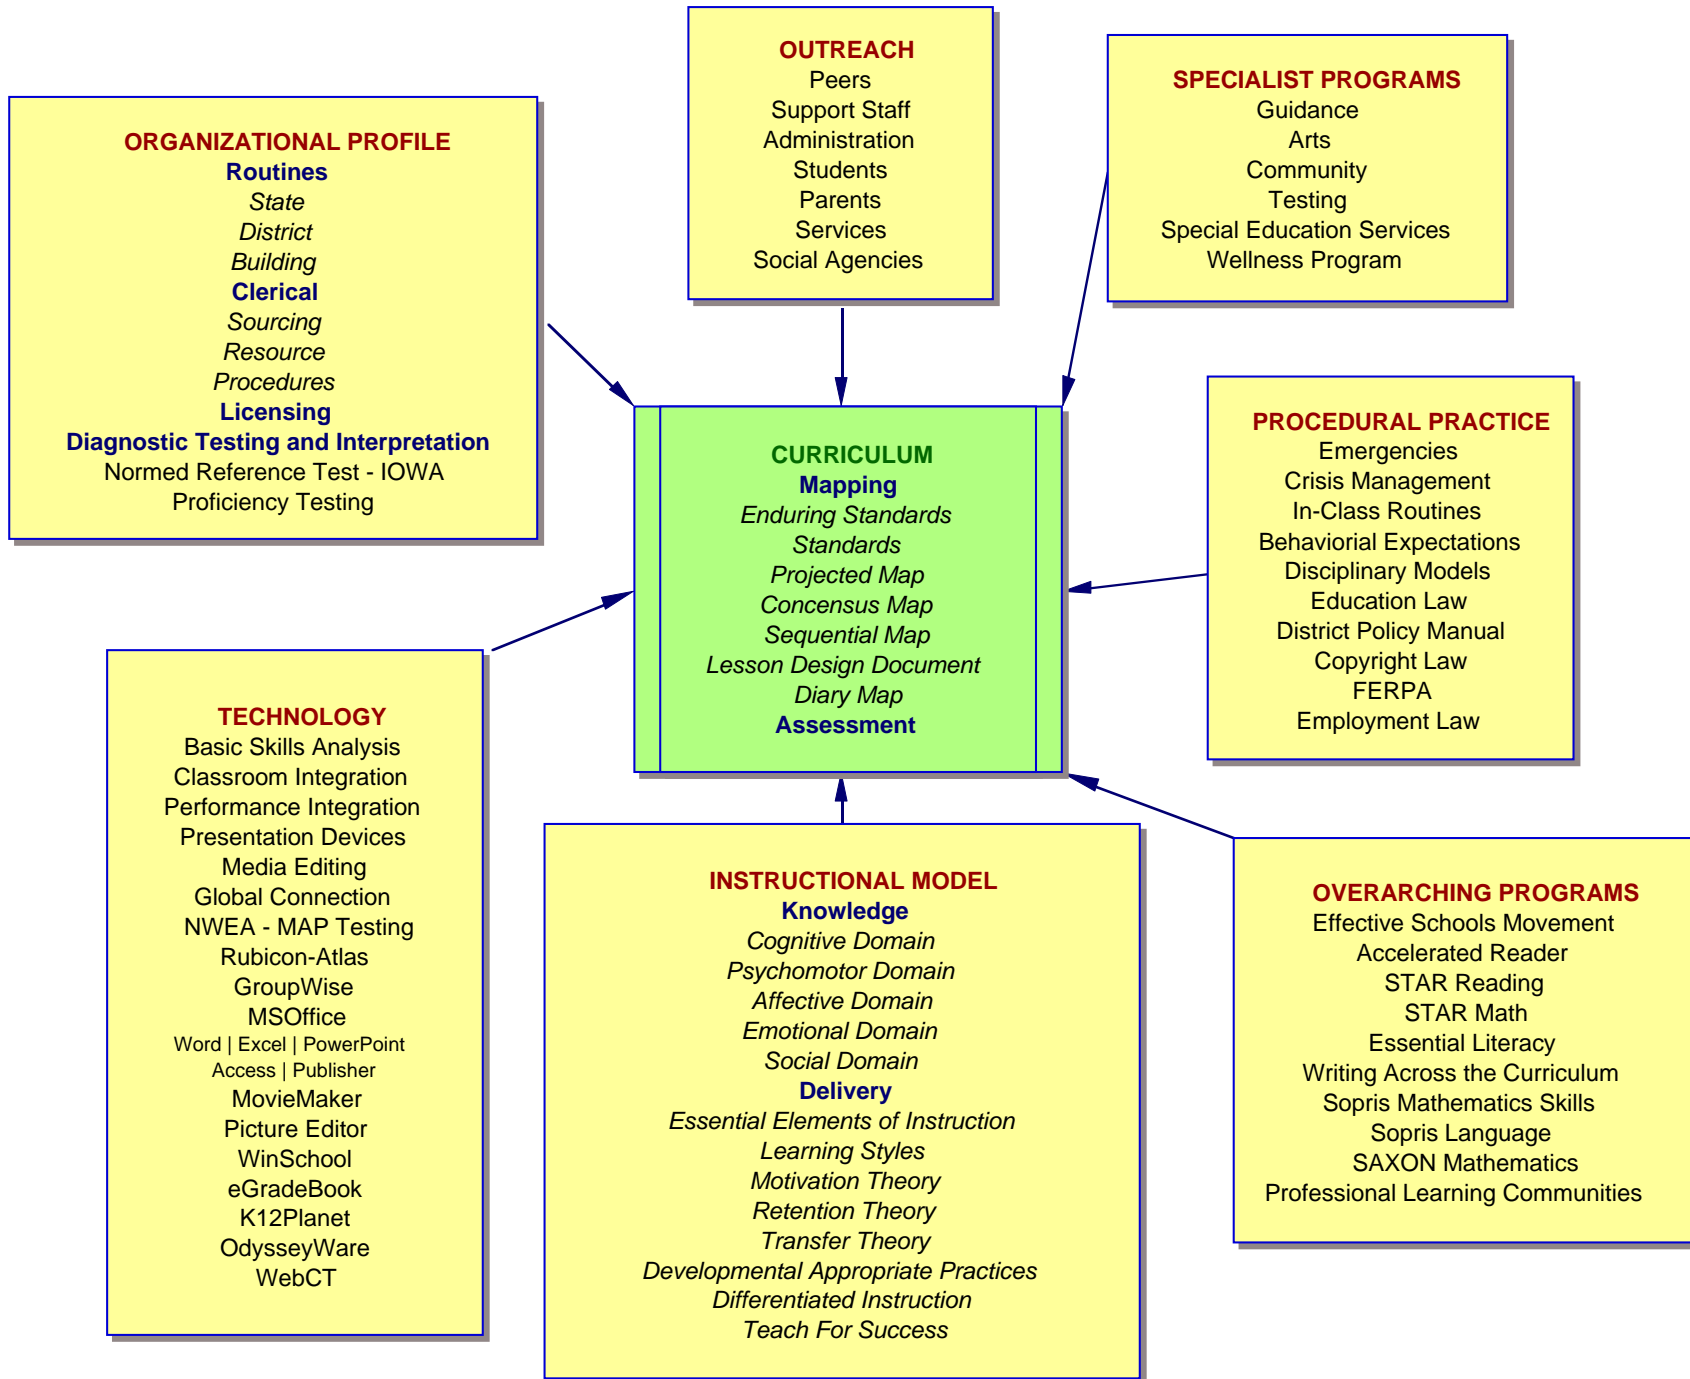 OUTREACH
Peers
Support Staff
Administration
Students
Parents
Services
Social Agencies
SPECIALIST PROGRAMS
Guidance
Arts
Community
Testing
Special Education Services
Wellness Program
ORGANIZATIONAL PROFILE
Routines
State
District
Building
Clerical
Sourcing
Resource
Procedures
Licensing
Diagnostic Testing and Interpretation
Normed Reference Test - IOWA
Proficiency Testing
CURRICULUM
Mapping
Enduring Standards
Standards
Projected Map
Concensus Map
Sequential Map
Lesson Design Document
Diary Map
Assessment
PROCEDURAL PRACTICE
Emergencies
Crisis Management
In-Class Routines
Behaviorial Expectations
Disciplinary Models
Education Law
District Policy Manual
Copyright Law
FERPA
Employment Law
TECHNOLOGY
Basic Skills Analysis
Classroom Integration
Performance Integration
Presentation Devices
Media Editing
Global Connection
NWEA - MAP Testing
Rubicon-Atlas
GroupWise
MSOffice
Word | Excel | PowerPoint
Access | Publisher
MovieMaker
Picture Editor
WinSchool
eGradeBook
K12Planet
OdysseyWare
WebCT
INSTRUCTIONAL MODEL
Knowledge
Cognitive Domain
Psychomotor Domain
Affective Domain
Emotional Domain
Social Domain
Delivery
Essential Elements of Instruction
Learning Styles
Motivation Theory
Retention Theory
Transfer Theory
Developmental Appropriate Practices
Differentiated Instruction
Teach For Success
OVERARCHING PROGRAMS
Effective Schools Movement
Accelerated Reader
STAR Reading
STAR Math
Essential Literacy
Writing Across the Curriculum
Sopris Mathematics Skills
Sopris Language
SAXON Mathematics
Professional Learning Communities